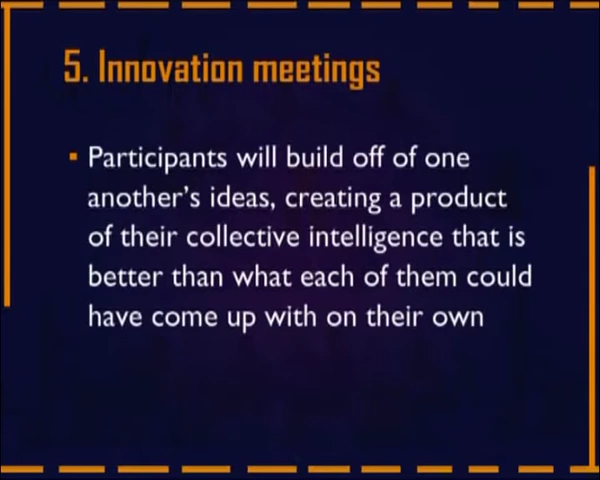 5. Innovation meetings
▪ Participants will build off of one
another's ideas, creating a product
of their collective intelligence that is
better than what each of them could
have come up with on their own